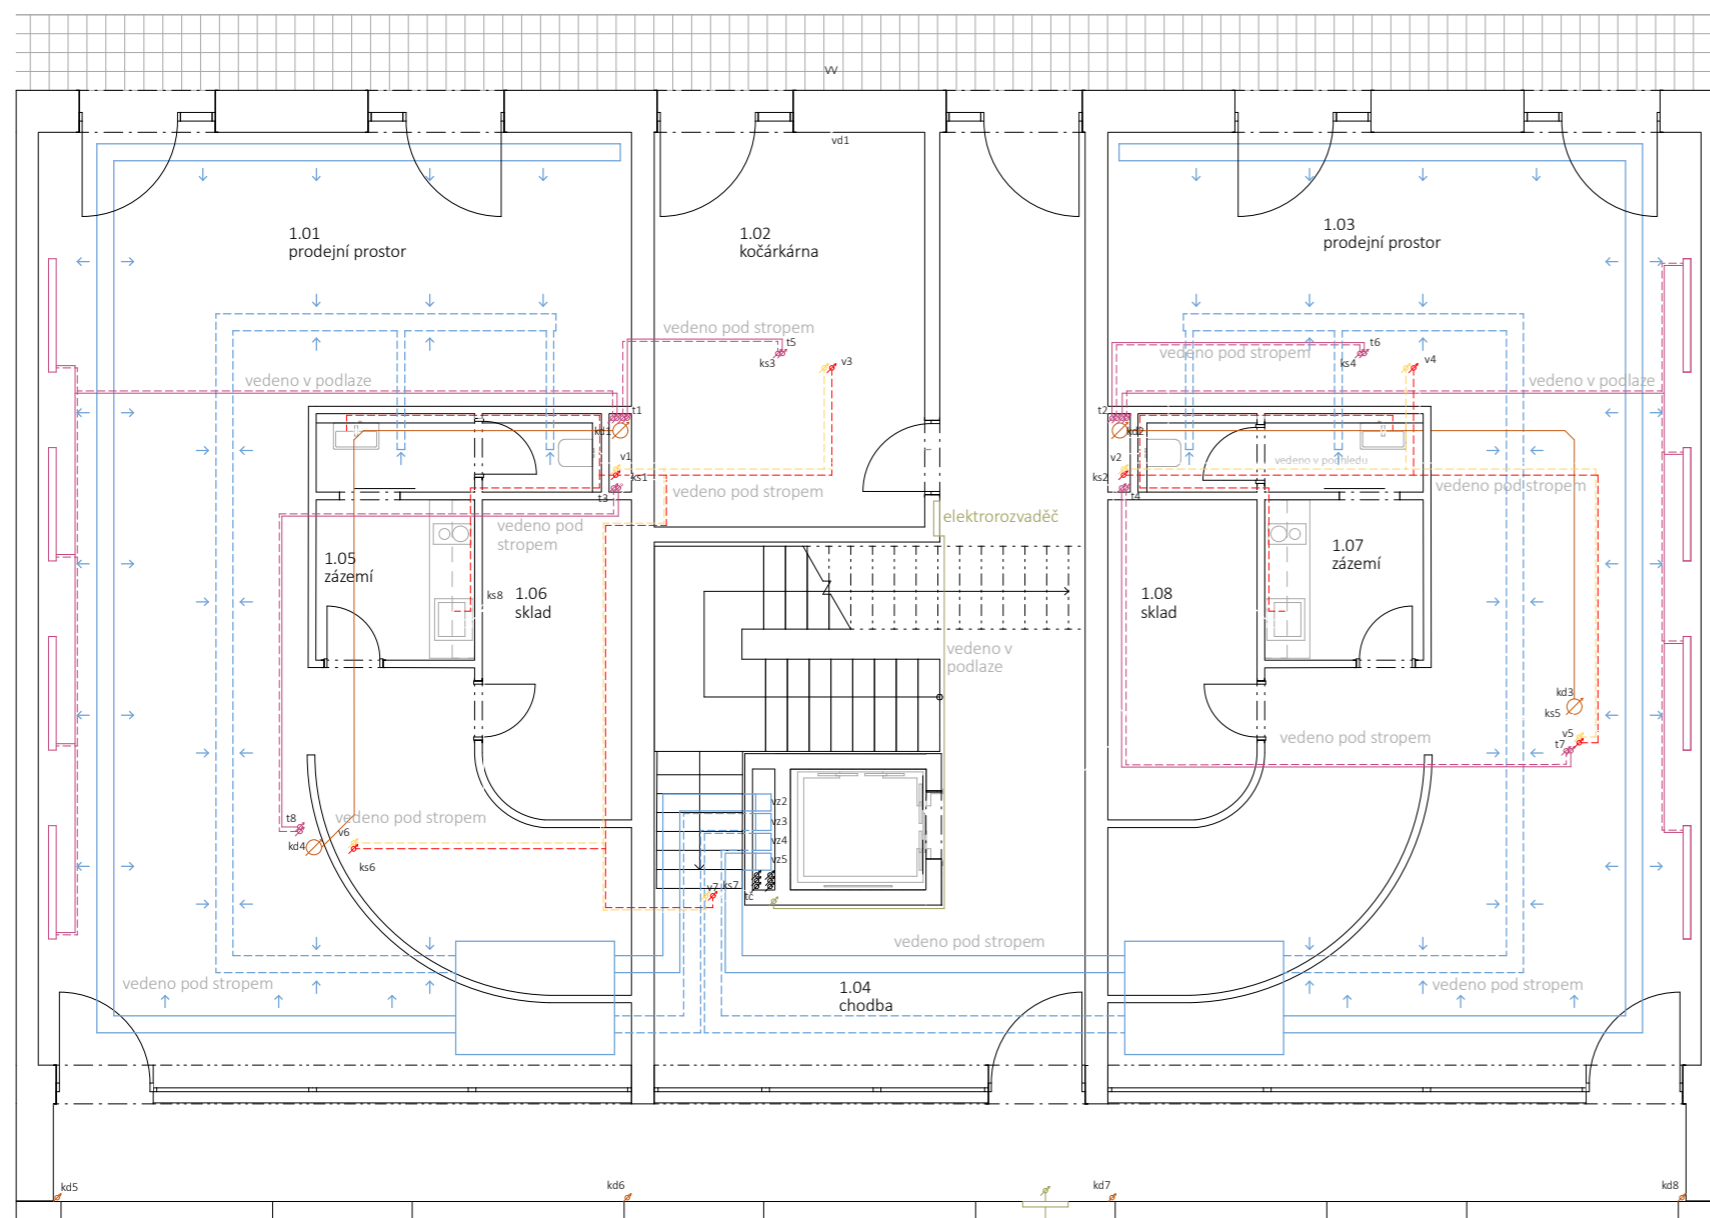 VV
vd1
1.01
prodejní prostor
1.02
kočárkárna
1.03
prodejní prostor
vedeno pod stropem
t5
ks3
v3
vedeno pod stropem
t6
ks4
v4
vedeno v podlaze
vedeno v podlaze
t1
kd1
v1
ks1
t3
t2
kd2
v2
ks2
t4
vedeno v podhledu
vedeno pod stropem
vedeno pod stropem
vedeno pod
stropem
elektrorozvaděč
1.05
zázemí
ks8
1.06
sklad
1.08
sklad
1.07
zázemí
vedeno v
podlaze
kd3
ks5
v5
t7
vedeno pod stropem
vz2
vz3
vz4
vz5
tč
v7
ks7
t8
v6
kd4
ks6
vedeno pod stropem
vedeno pod stropem
vedeno pod stropem
vedeno pod stropem
1.04
chodba
kd5
kd6
kd7
kd8